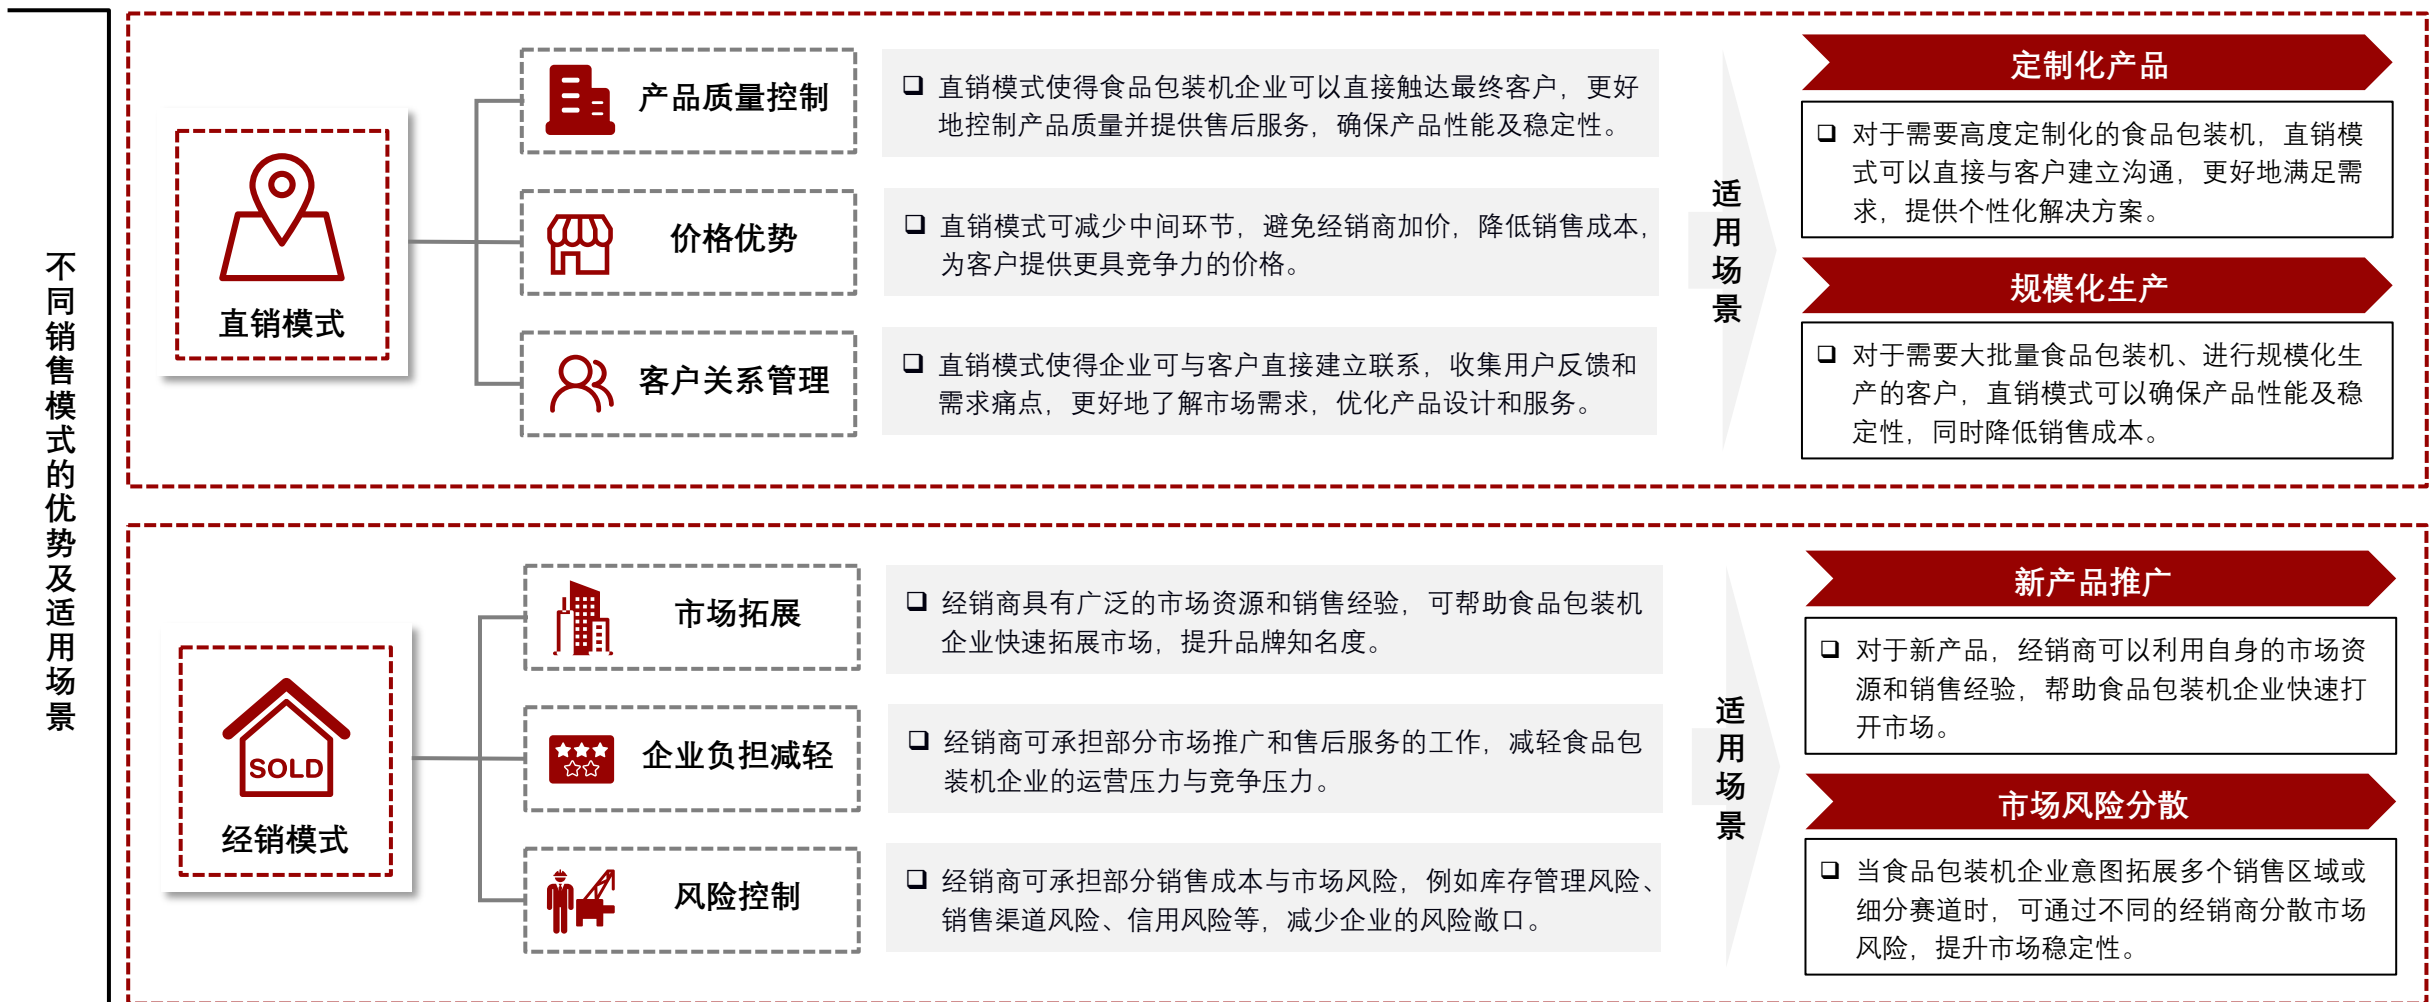 不同销售模式的优势及适用场景
直销模式
产品质量控制
❑ 直销模式使得食品包装机企业可以直接触达最终客户，更好
地控制产品质量并提供售后服务，确保产品性能及稳定性。
价格优势
❑ 直销模式可减少中间环节，避免经销商加价，降低销售成本，
为客户提供更具竞争力的价格。
客户关系管理
❑ 直销模式使得企业可与客户直接建立联系，收集用户反馈和
需求痛点，更好地了解市场需求，优化产品设计和服务。
适用场景
定制化产品
❑ 对于需要高度定制化的食品包装机，直销模
式可以直接与客户建立沟通，更好地满足需
求，提供个性化解决方案。
规模化生产
❑ 对于需要大批量食品包装机、进行规模化生
产的客户，直销模式可以确保产品性能及稳
定性，同时降低销售成本。
SOLD
经销模式
市场拓展
❑ 经销商具有广泛的市场资源和销售经验，可帮助食品包装机
企业快速拓展市场，提升品牌知名度。
企业负担减轻
❑ 经销商可承担部分市场推广和售后服务的工作，减轻食品包
装机企业的运营压力与竞争压力。
风险控制
❑ 经销商可承担部分销售成本与市场风险，例如库存管理风险、
销售渠道风险、信用风险等，减少企业的风险敞口。
适用场景
新产品推广
❑ 对于新产品，经销商可以利用自身的市场资
源和销售经验，帮助食品包装机企业快速打
开市场。
市场风险分散
❑ 当食品包装机企业意图拓展多个销售区域或
细分赛道时，可通过不同的经销商分散市场
风险，提升市场稳定性。